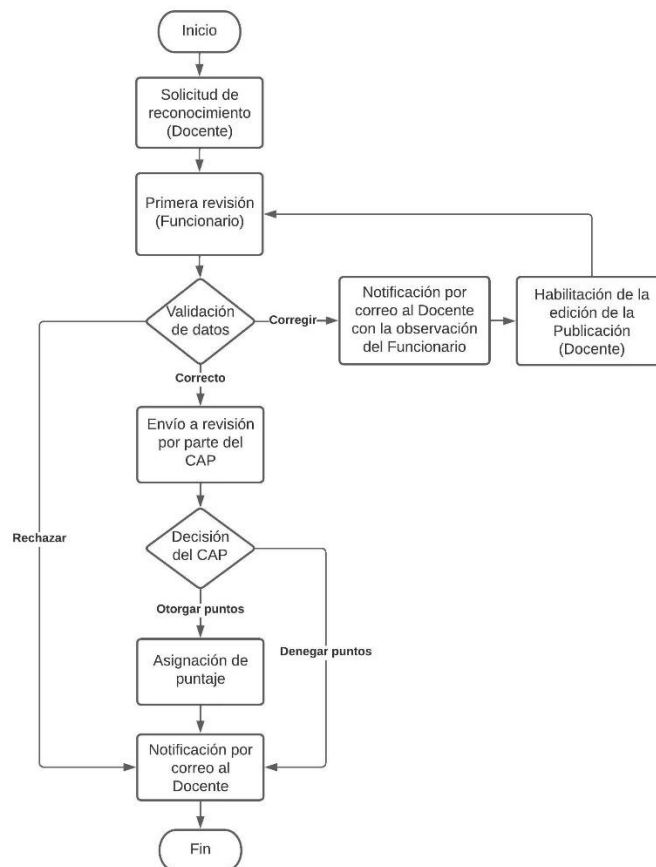 Inicio
Solicitud de
reconocimiento
(Docente)
Primera revisión
(Funcionario)
Validación
de datos
Corregir
Notificación por
correo al Docente
con la observación
del Funcionario
Habilitación de la
edición de la
Publicación
(Docente)
Correcto
Envío a revisión
por parte del
CAP
Rechazar
Decisión
del CAP
Otorgar puntos
Denegar puntos
Asignación de
puntaje
Notificación por
correo al
Docente
Fin